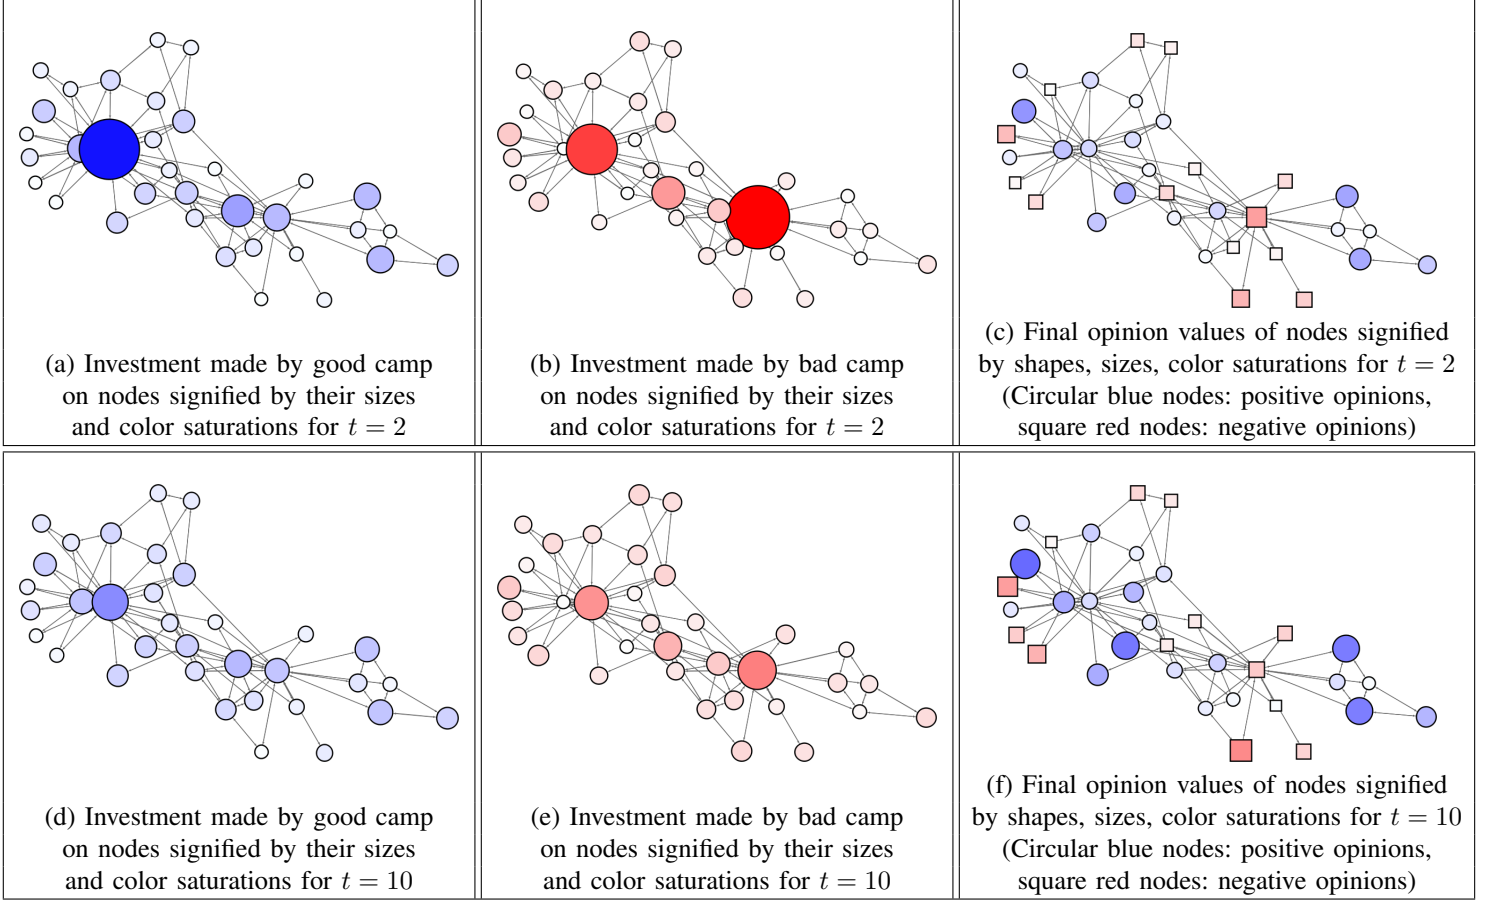 (a) Investment made by good camp
on nodes signified by their sizes
and color saturations for t = 2
(b) Investment made by bad camp
on nodes signified by their sizes
and color saturations for t = 2
(c) Final opinion values of nodes signified
by shapes, sizes, color saturations for t = 2
(Circular blue nodes: positive opinions,
square red nodes: negative opinions)
(d) Investment made by good camp
on nodes signified by their sizes
and color saturations for t = 10
(e) Investment made by bad camp
on nodes signified by their sizes
and color saturations for t = 10
(f) Final opinion values of nodes signified
by shapes, sizes, color saturations for t = 10
(Circular blue nodes: positive opinions,
square red nodes: negative opinions)